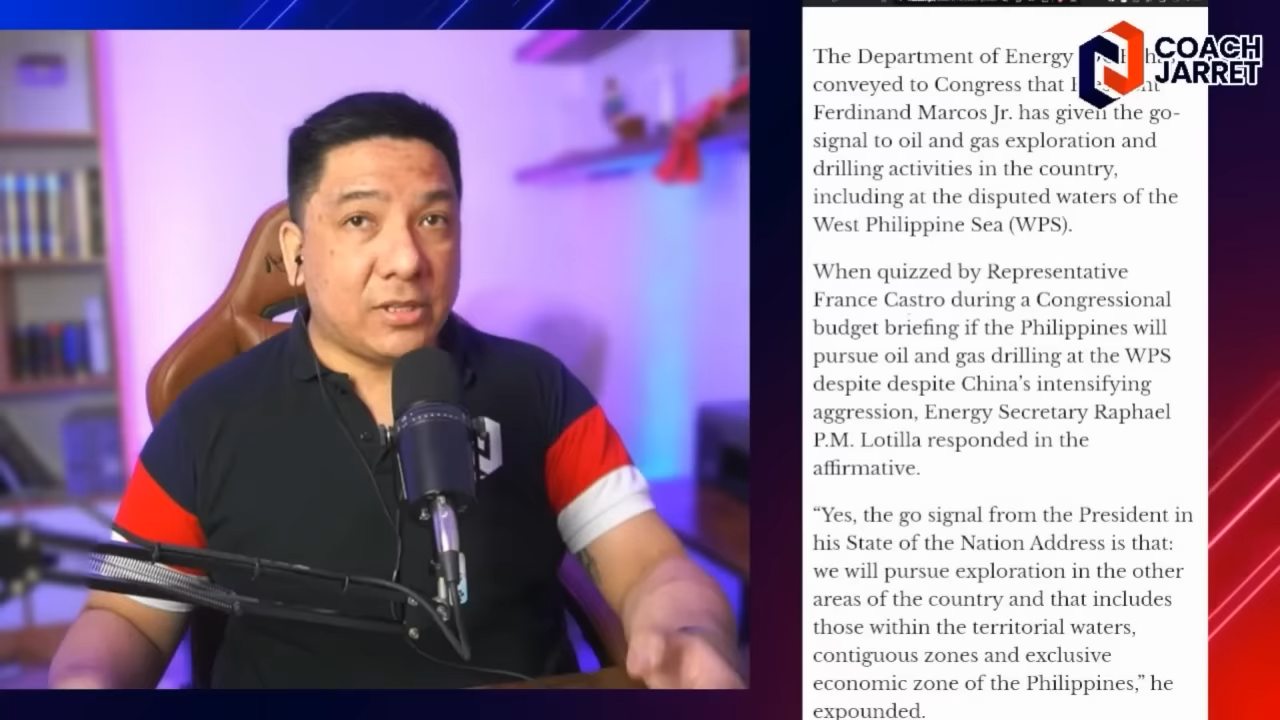 COACH
JARRET
The Department of Energy
conveyed to Congress that
Ferdinand Marcos Jr. has given the go-
signal to oil and gas exploration and
drilling activities in the country,
including at the disputed waters of the
West Philippine Sea (WPS).
When quizzed by Representative
France Castro during a Congressional
budget briefing if the Philippines will
pursue oil and gas drilling at the WPS
despite despite China’s intensifying
aggression, Energy Secretary Raphael
P.M. Lotilla responded in the
affirmative.
“Yes, the go signal from the President in
his State of the Nation Address is that:
we will pursue exploration in the other
areas of the country and that includes
those within the territorial waters,
contiguous zones and exclusive
economic zone of the Philippines,” he
expounded.